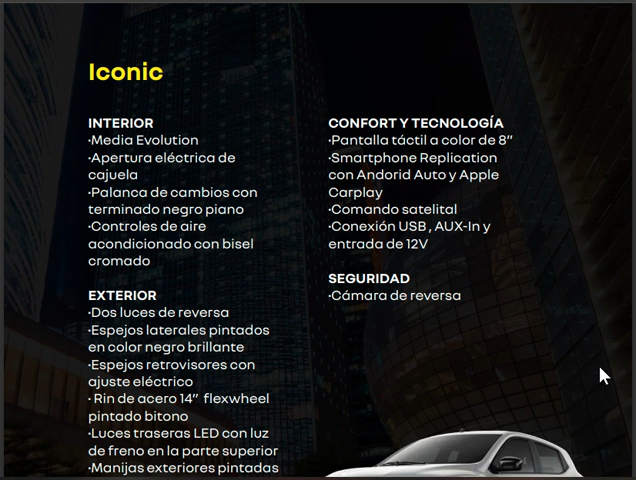 Iconic
INTERIOR
•Media Evolution
•Apertura eléctrica de
cajuela
•Palanca de cambios con
terminado negro piano
•Controles de aire
acondicionado con bisel
cromado
EXTERIOR
•Dos luces de reversa
•Espejos laterales pintados
en color negro brillante
•Espejos retrovisores con
ajuste eléctrico
• Rin de acero 14” flexwheel
pintado bitono
•Luces traseras LED con luz
de freno en la parte superior
•Manijas exteriores pintadas
CONFORT Y TECNOLOGÍA
•Pantalla táctil a color de 8”
•Smartphone Replication
con Andorid Auto y Apple
Carplay
•Comando satelital
•Conexión USB , AUX-In y
entrada de 12V
SEGURIDAD
•Cámara de reversa